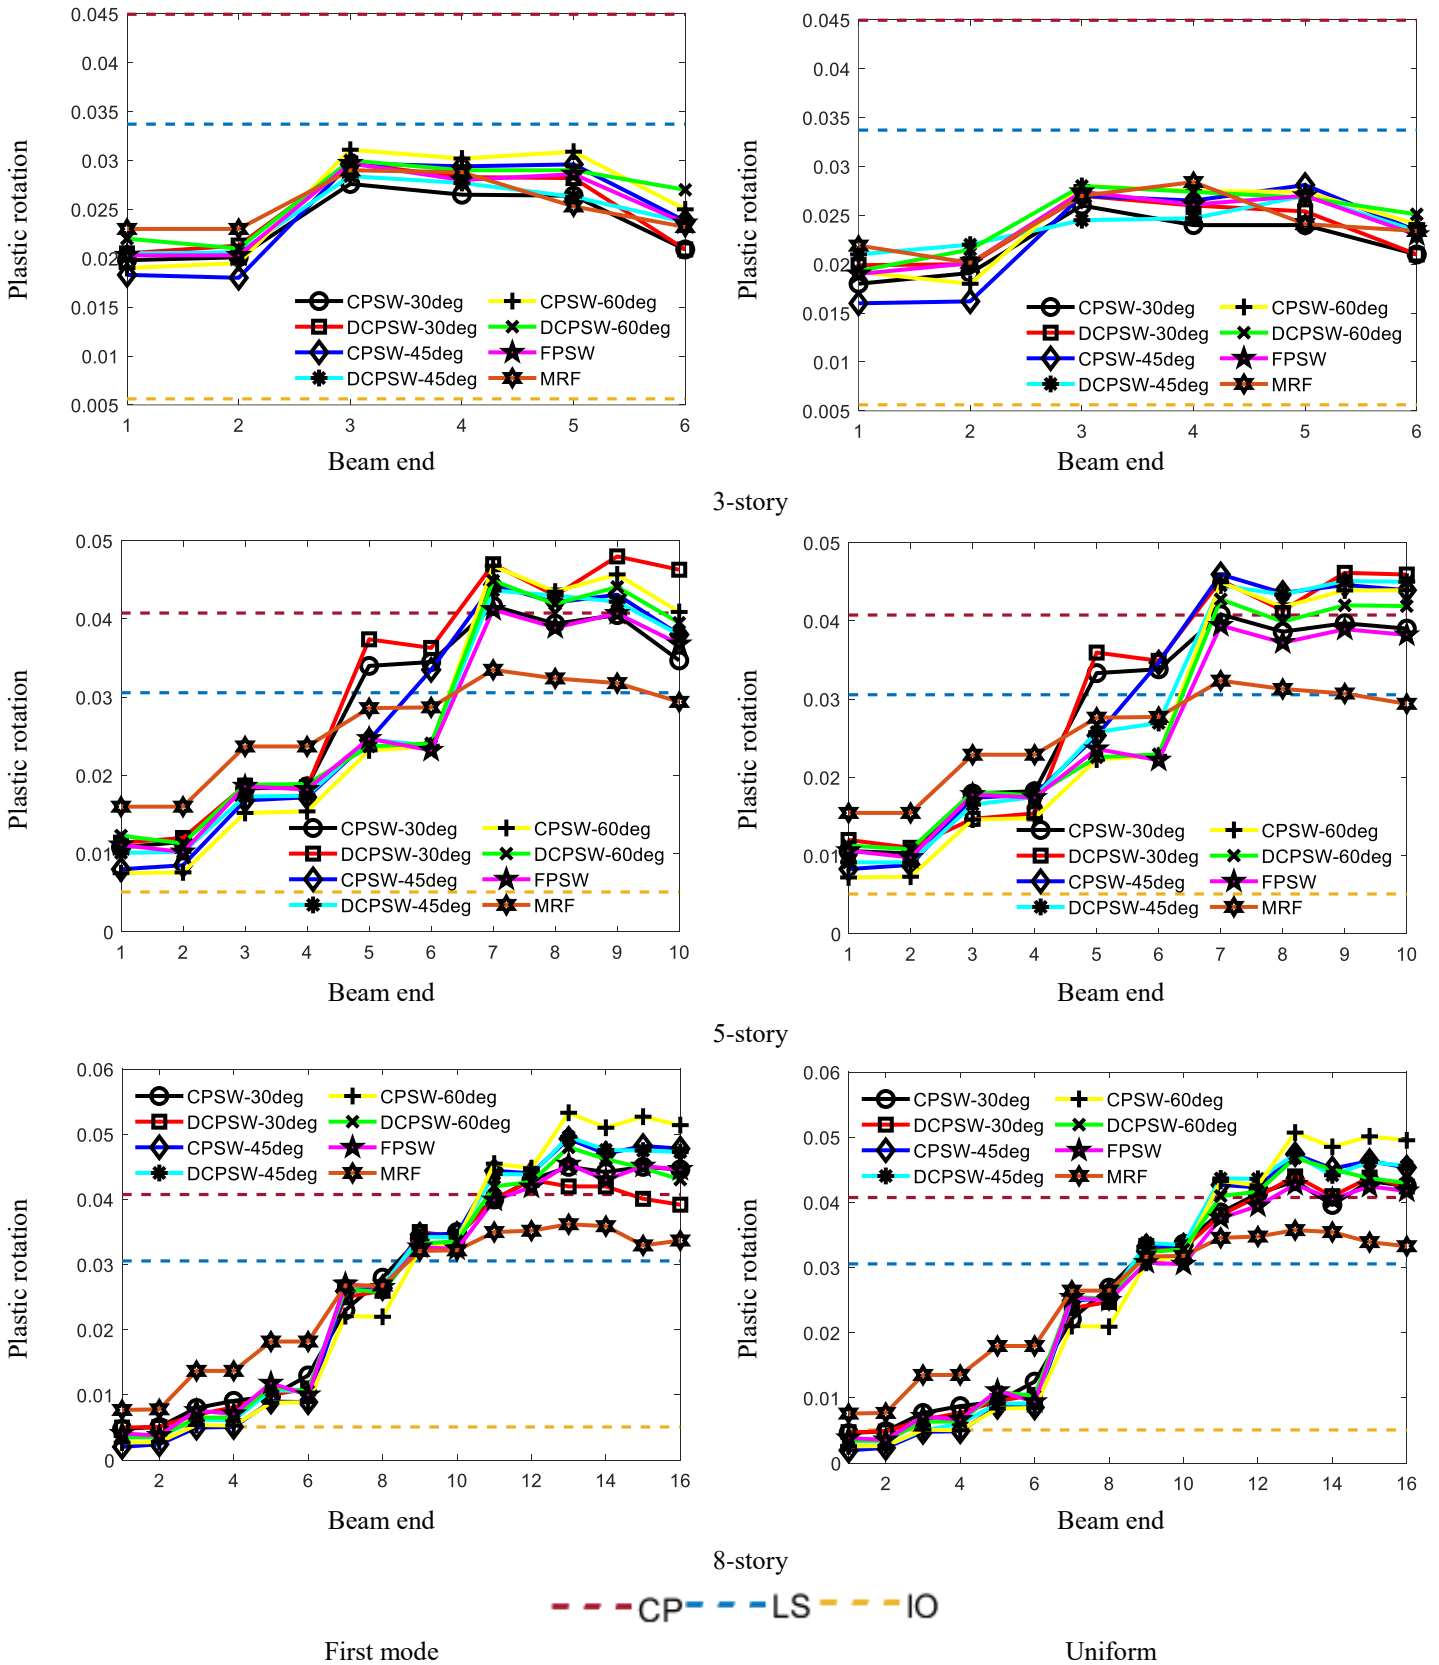 0.045
0.04
0.035
0.03
0.025
0.02
0.015
0.01
0.005
1 2 3 4 5 6
Plastic rotation
Beam end
CPSW-30deg CPSW-60deg
DCPSW-30deg DCPSW-60deg
CPSW-45deg FPSW
DCPSW-45deg MRF
0.045
0.04
0.035
0.03
0.025
0.02
0.015
0.01
0.005
1 2 3 4 5 6
Plastic rotation
Beam end
CPSW-30deg CPSW-60deg
DCPSW-30deg DCPSW-60deg
CPSW-45deg FPSW
DCPSW-45deg MRF
3-story
0.05
0.04
0.03
0.02
0.01
0
1 2 3 4 5 6 7 8 9 10
Plastic rotation
Beam end
CPSW-30deg CPSW-60deg
DCPSW-30deg DCPSW-60deg
CPSW-45deg FPSW
DCPSW-45deg MRF
0.05
0.04
0.03
0.02
0.01
0
1 2 3 4 5 6 7 8 9 10
Plastic rotation
Beam end
CPSW-30deg CPSW-60deg
DCPSW-30deg DCPSW-60deg
CPSW-45deg FPSW
DCPSW-45deg MRF
5-story
0.06
0.05
0.04
0.03
0.02
0.01
0
2 4 6 8 10 12 14 16
Plastic rotation
Beam end
CPSW-30deg CPSW-60deg
DCPSW-30deg DCPSW-60deg
CPSW-45deg FPSW
DCPSW-45deg MRF
0.06
0.05
0.04
0.03
0.02
0.01
0
2 4 6 8 10 12 14 16
Plastic rotation
Beam end
CPSW-30deg CPSW-60deg
DCPSW-30deg DCPSW-60deg
CPSW-45deg FPSW
DCPSW-45deg MRF
8-story
CP LS IO
First mode Uniform